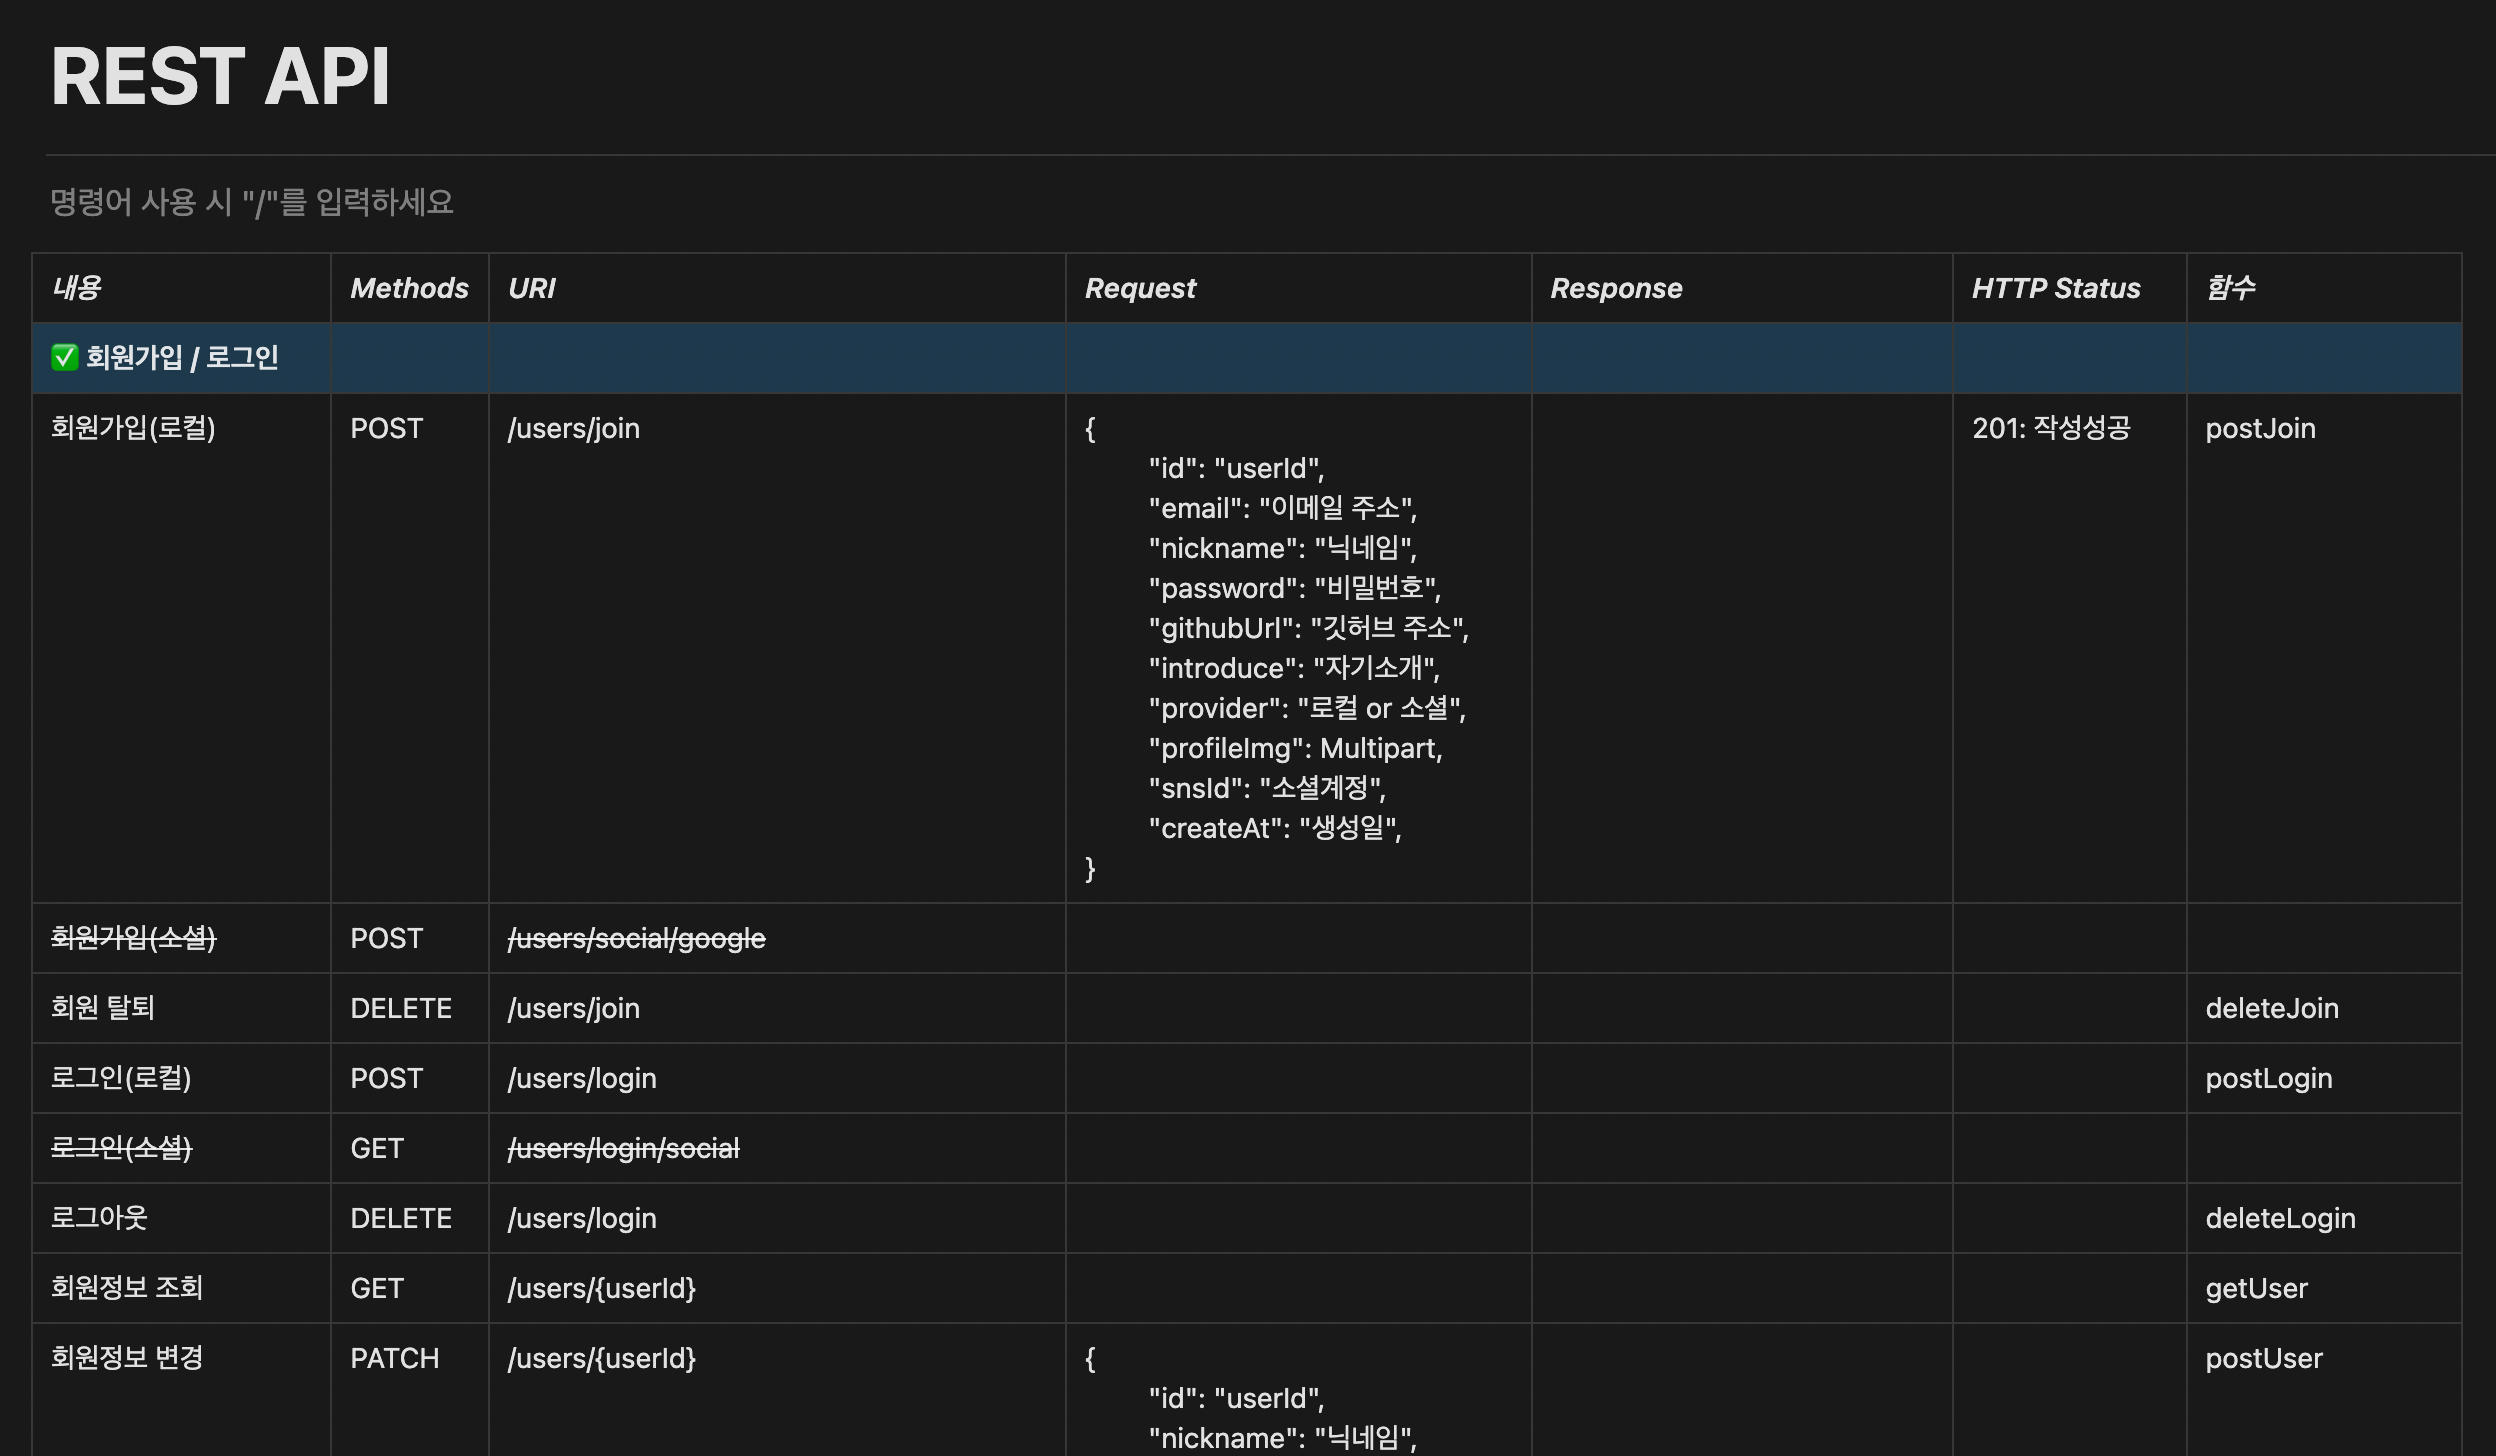 REST API
명령어 사용 시 "/"를 입력하세요
내용 Methods URI Request Response HTTP Status 함수
✅ 회원가입 / 로그인
회원가입(로컬) POST /users/join { 201: 작성성공 postJoin
"id": "userId",
"email": "이메일 주소",
"nickname": "닉네임",
"password": "비밀번호",
"githubUrl": "깃허브 주소",
"introduce": "자기소개",
"provider": "로컬 or 소셜",
"profileImg": Multipart,
"snsId": "소셜계정",
"createAt": "생성일",
}
회원가입(소셜) POST /users/social/google
회원 탈퇴 DELETE /users/join deleteJoin
로그인(로컬) POST /users/login postLogin
로그인(소셜) GET /users/login/social
로그아웃 DELETE /users/login deleteLogin
회원정보 조회 GET /users/{userId} getUser
회원정보 변경 PATCH /users/{userId} { postUser
"id": "userId",
"nickname": "닉네임",